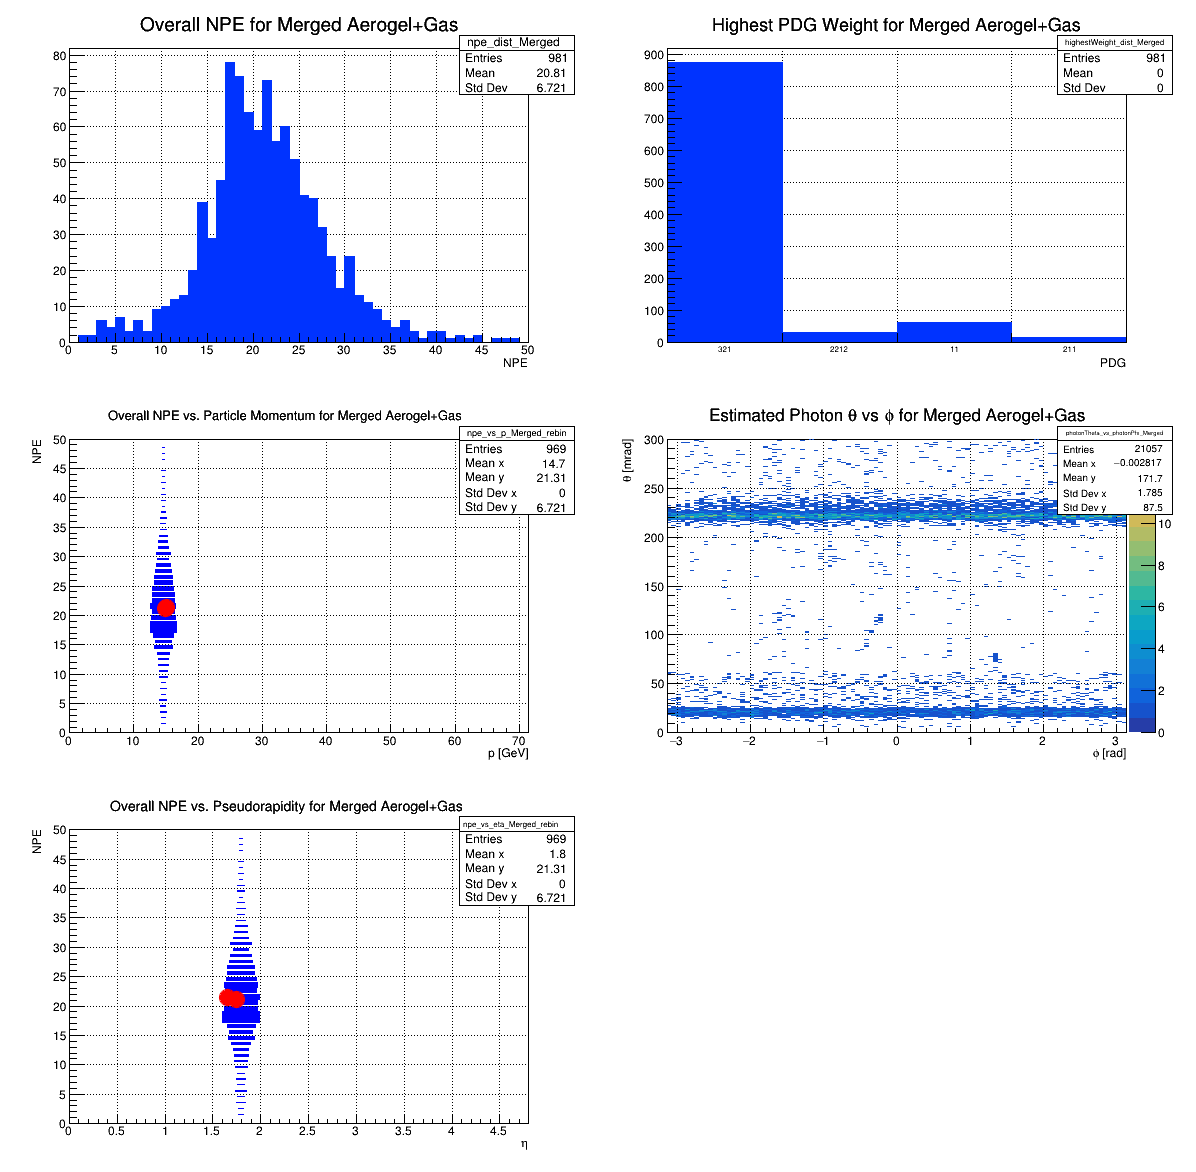 Overall NPE for Merged Aerogel+Gas
npe_dist_Merged
Entries 981
Mean 20.81
Std Dev 6.721
80
70
60
50
40
30
20
10
0
0 5 10 15 20 25 30 35 40 45 50
NPE
Highest PDG Weight for Merged Aerogel+Gas
highestWeight_dist_Merged
Entries 981
Mean 0
Std Dev 0
900
800
700
600
500
400
300
200
100
0
321 2212 11 211
PDG
Overall NPE vs. Particle Momentum for Merged Aerogel+Gas
npe_vs_p_Merged_rebin
Entries 969
Mean x 14.7
Mean y 21.31
Std Dev x 0
Std Dev y 6.721
NPE
50
45
40
35
30
25
20
15
10
5
0
0 10 20 30 40 50 60 70
p [GeV]
Estimated Photon θ vs ϕ for Merged Aerogel+Gas
photonTheta_vs_photonPhi_Merged
Entries 21057
Mean x −0.002817
Mean y 171.7
Std Dev x 1.785
Std Dev y 87.5
θ [mrad]
300
250
200
150
100
50
0
−3 −2 −1 0 1 2 3
ϕ [rad]
10
8
6
4
2
0
Overall NPE vs. Pseudorapidity for Merged Aerogel+Gas
npe_vs_eta_Merged_rebin
Entries 969
Mean x 1.8
Mean y 21.31
Std Dev x 0
Std Dev y 6.721
NPE
50
45
40
35
30
25
20
15
10
5
0
0 0.5 1 1.5 2 2.5 3 3.5 4 4.5
η